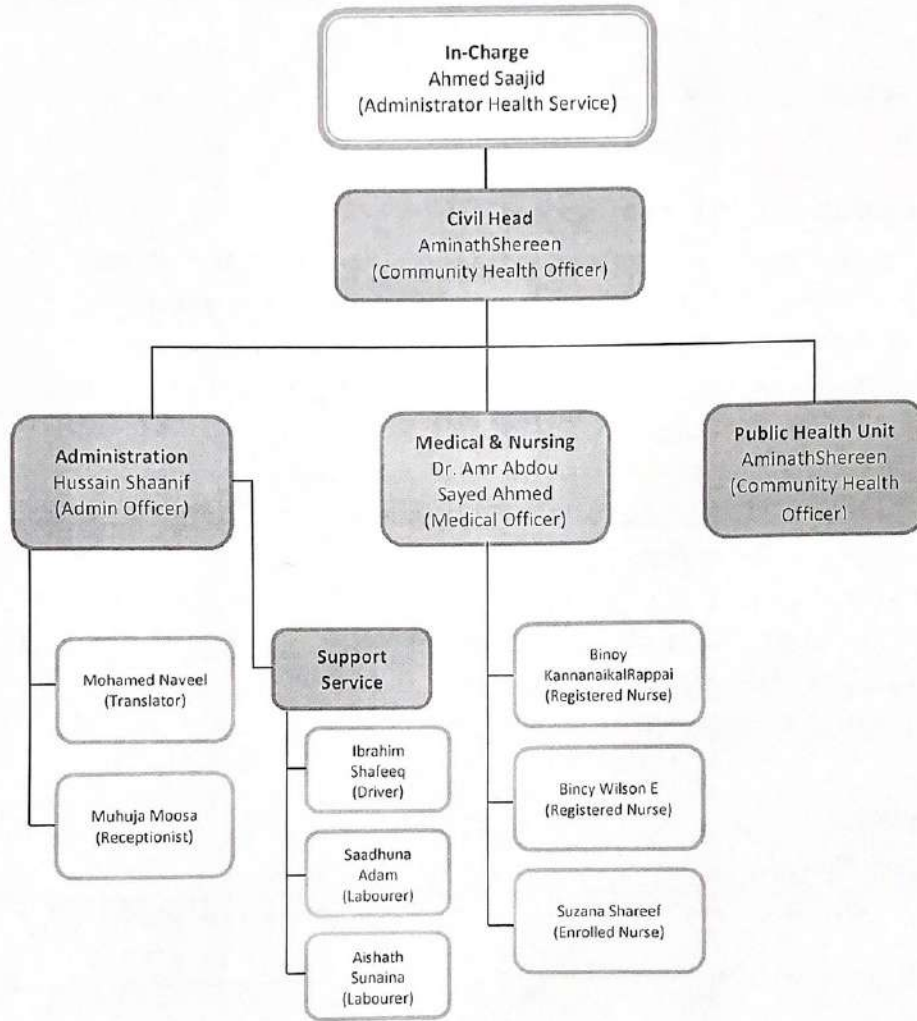 In-Charge
Ahmed Saajid
(Administrator Health Service)
Civil Head
AminathShereen
(Community Health Officer)
Administration
Hussain Shaanif
(Admin Officer)
Medical & Nursing
Dr. Amr Abdou
Sayed Ahmed
(Medical Officer)
Public Health Unit
AminathShereen
(Community Health
Officer)
Mohamed Naveel
(Translator)
Muhuja Moosa
(Receptionist)
Support
Service
Ibrahim
Shafeeq
(Driver)
Saadhuna
Adam
(Labourer)
Aishath
Sunaina
(Labourer)
Binoy
KannanaikalRappai
(Registered Nurse)
Bincy Wilson E
(Registered Nurse)
Suzana Shareef
(Enrolled Nurse)